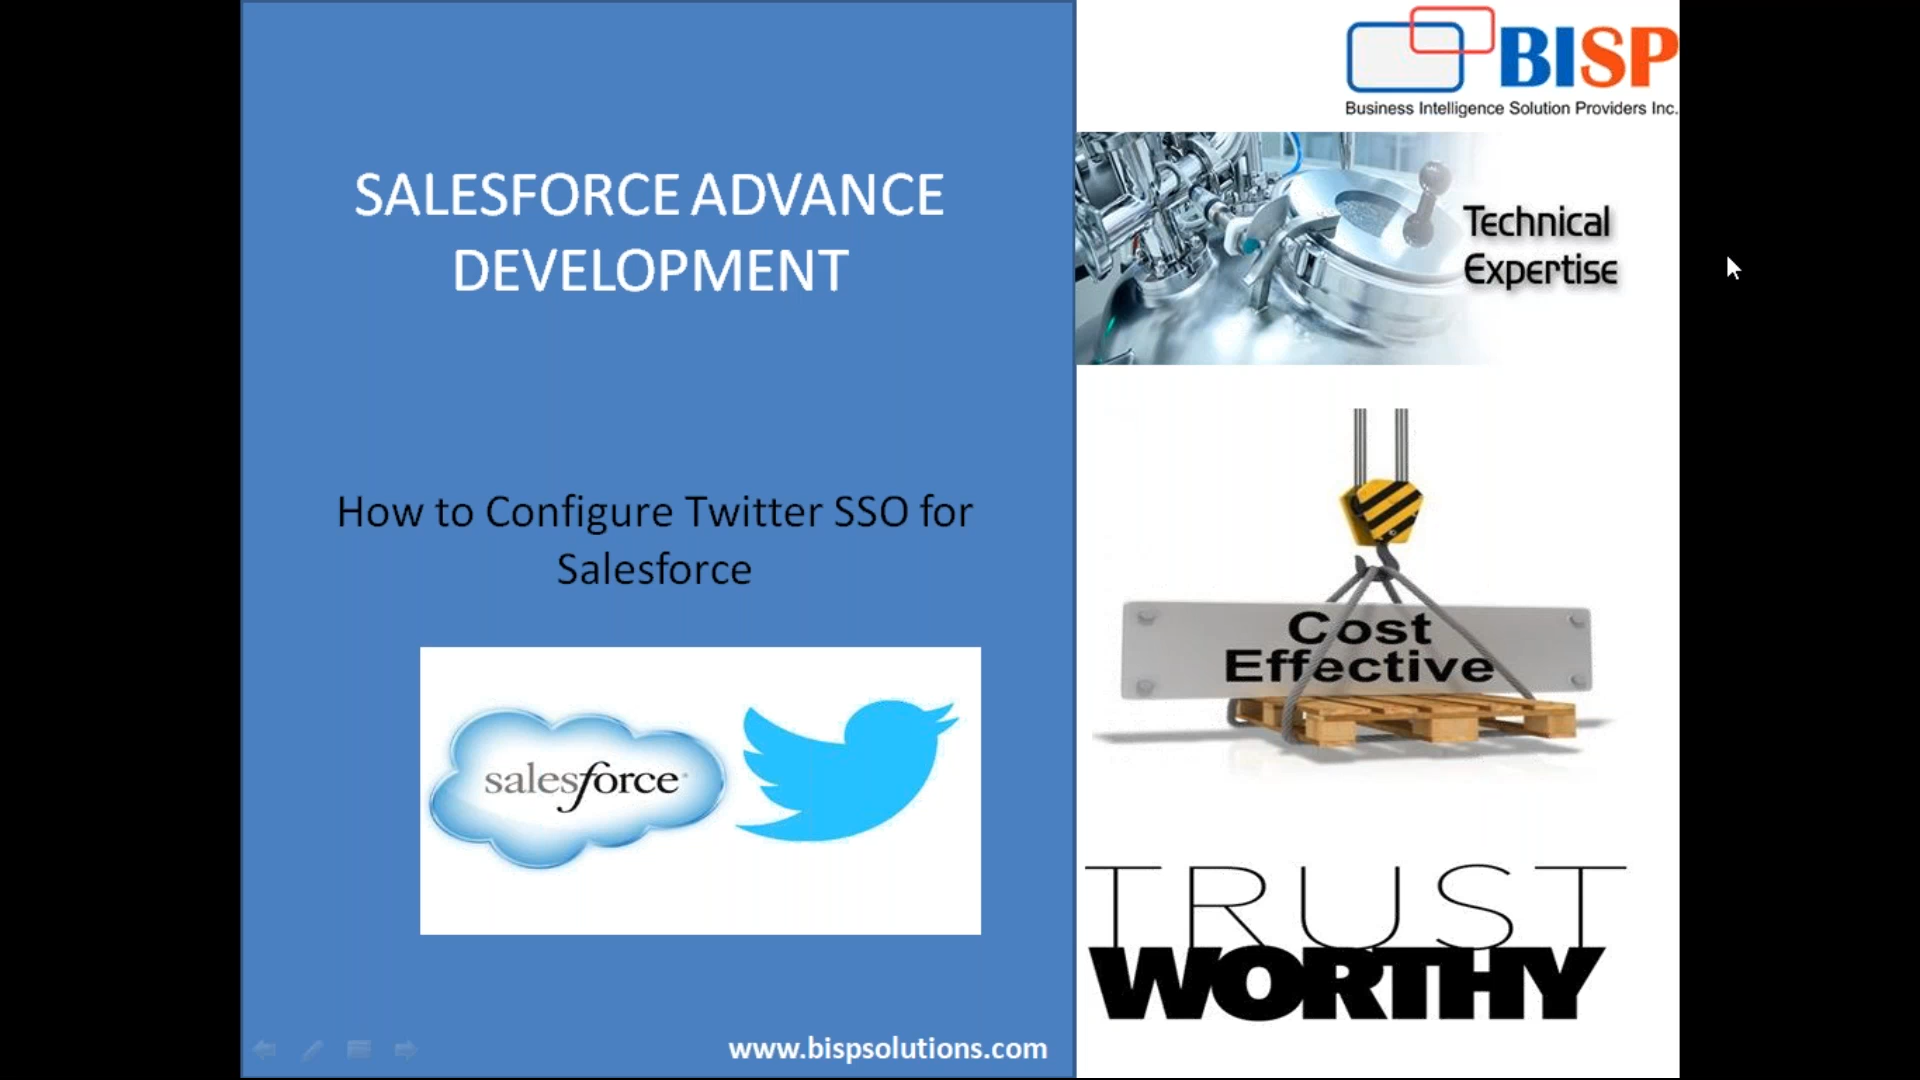 SALESFORCE ADVANCE
DEVELOPMENT
How to Configure Twitter SSO for
Salesforce
salesforce
www.bispsolutions.com
BISP
Business Intelligence Solution Providers Inc.
Technical
Expertise
Cost
Effective
TRUST
WORTHY